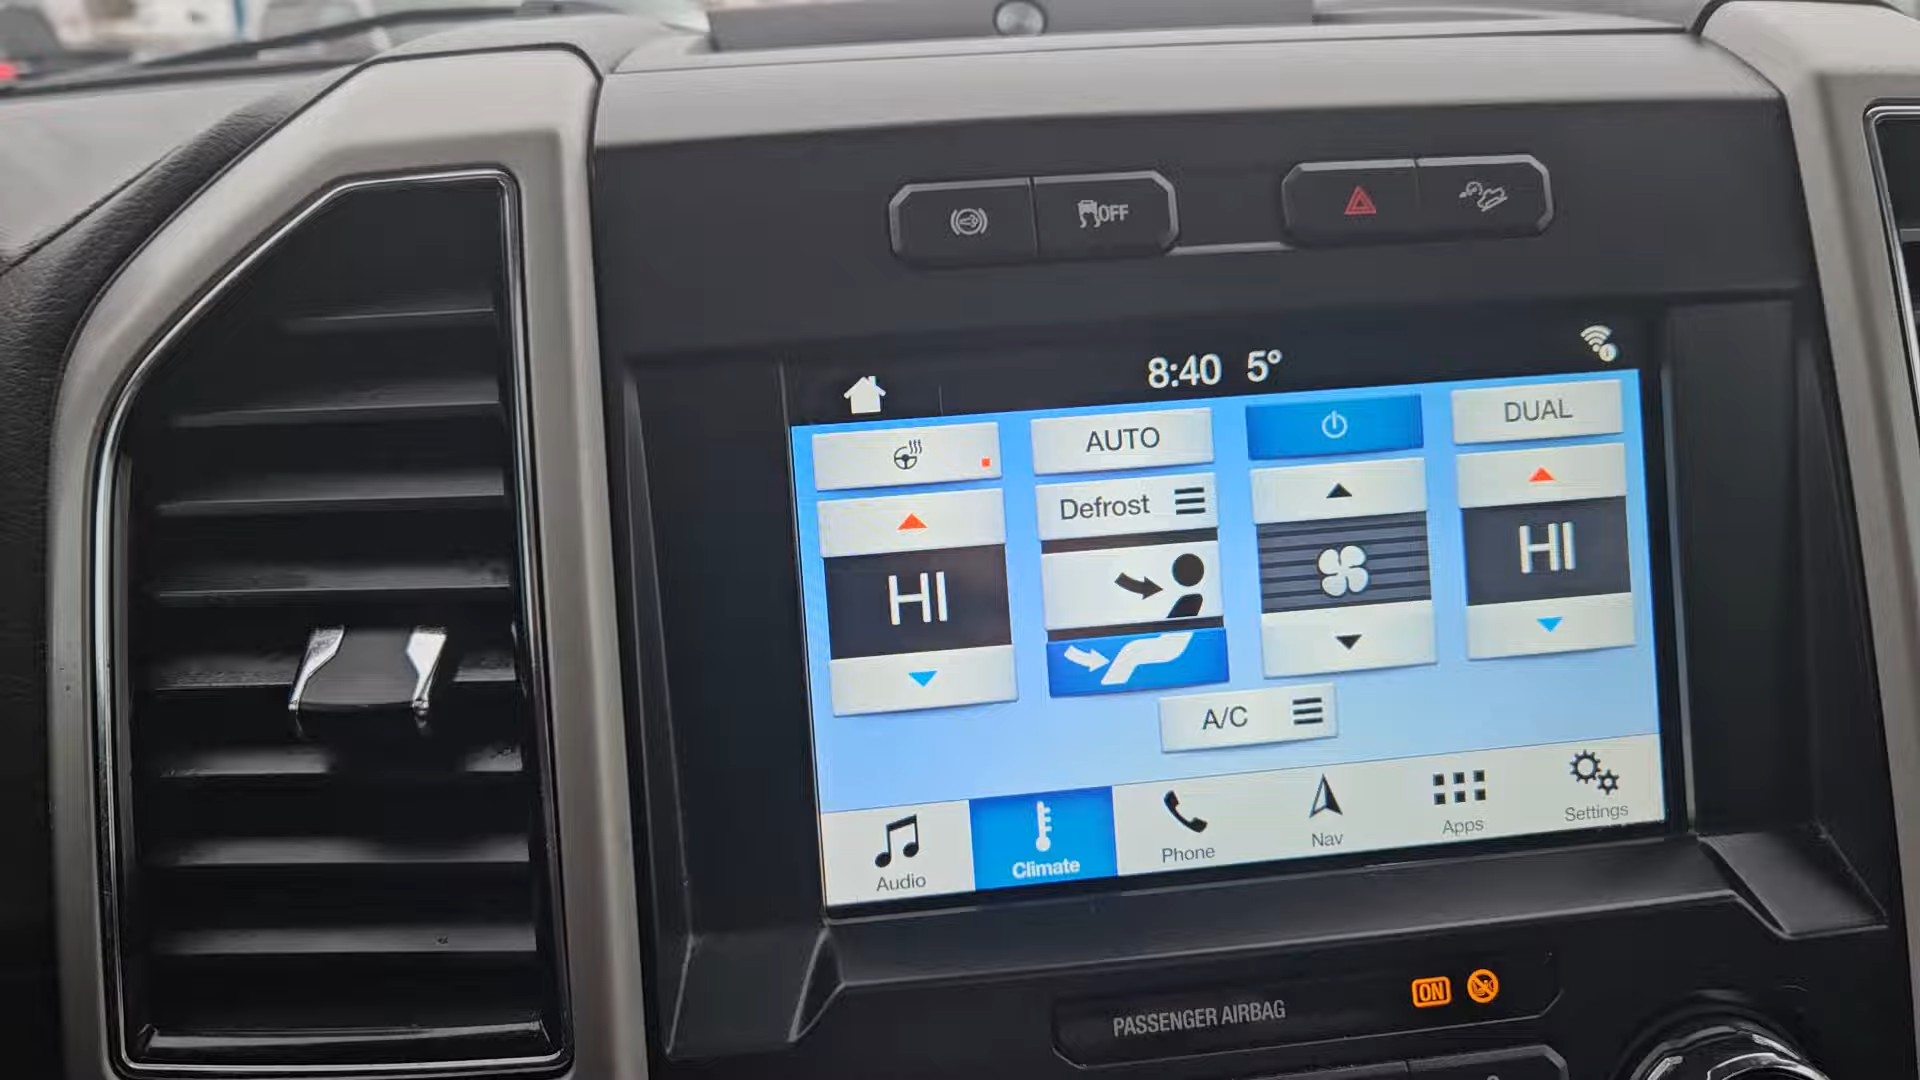 OFF
8:40 5°
AUTO
DUAL
Defrost
HI
HI
A/C
Audio
Climate
Phone
Nav
Apps
Settings
PASSENGER AIRBAG
ON